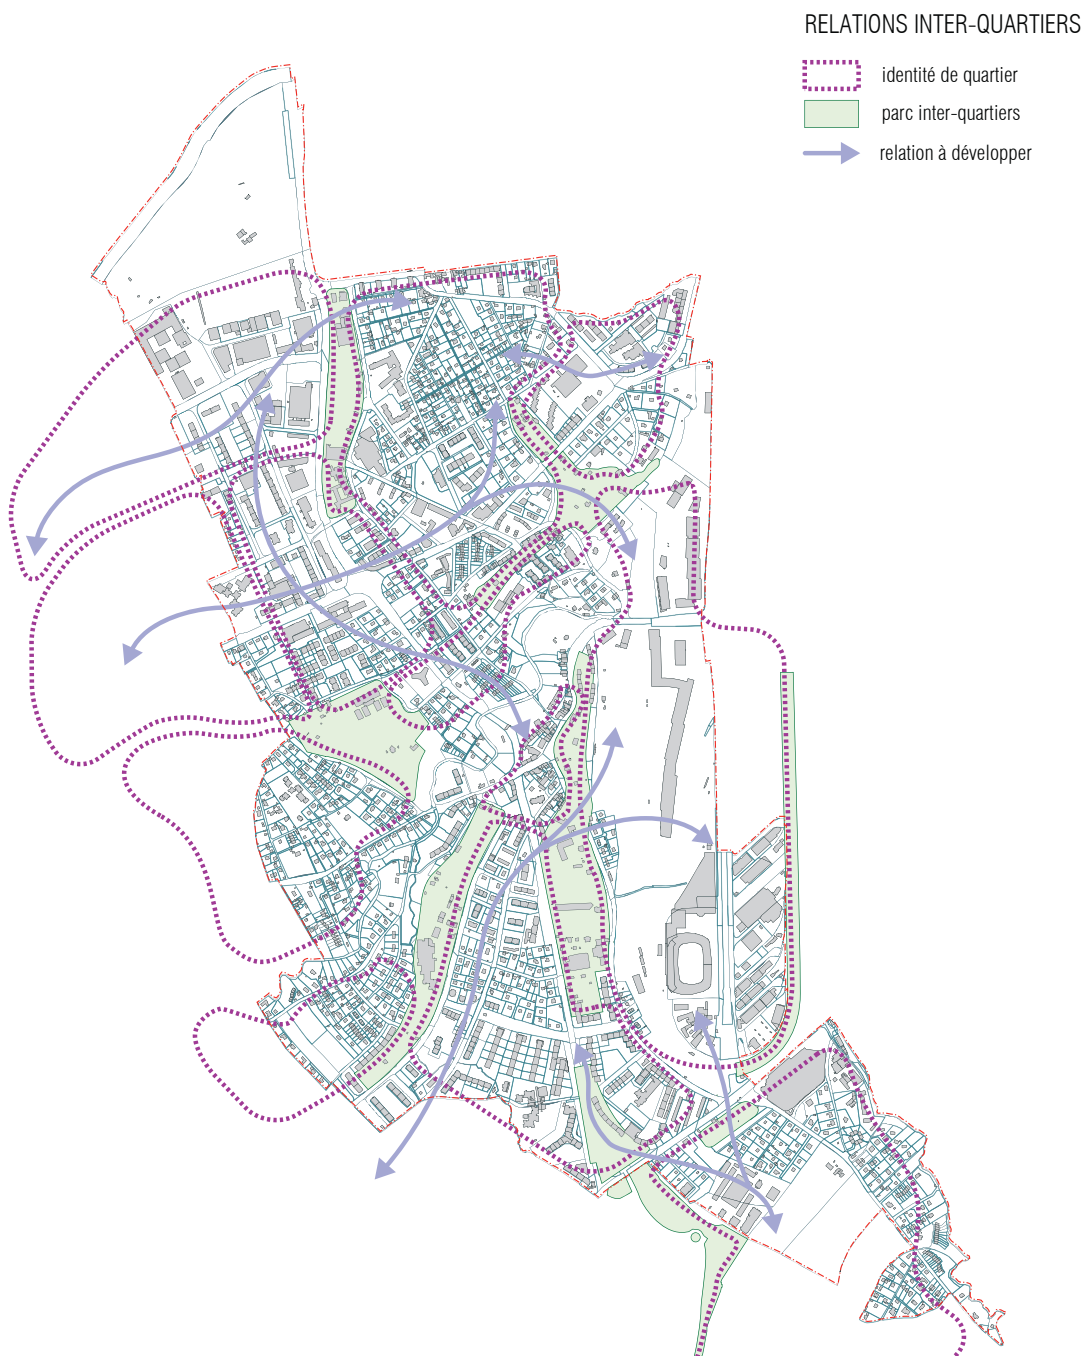 RELATIONS INTER-QUARTIERS
identité de quartier
parc inter-quartiers
relation à développer